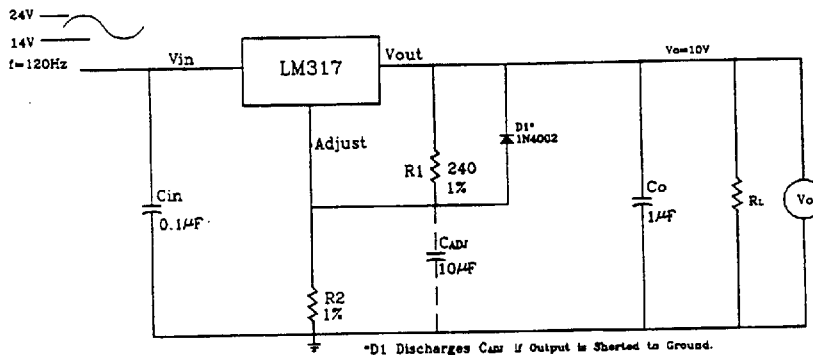 24V
14V
f=120Hz
Vin
LM317
Vout
Vo=10V
Adjust
D1*
1N4002
R1
240
1%
Cin
0.1μF
CADJ
10μF
Co
1μF
RL
Vo
R2
1%
*D1 Discharges CADJ if Output is Shorted to Ground.